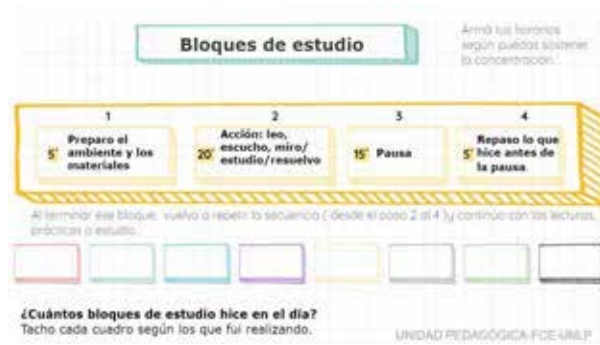 Bloques de estudio
Armá tus horarios
según puedas sostener
la concentración.
1
5' Preparo el
ambiente y los
materiales
2
20' Acción: leo,
escucho, miro/
estudio/resuelvo
3
15' Pausa
4
5' Repaso lo que
hice antes de
la pausa.
Al terminar ese bloque, vuelvo a repetir la secuencia ( desde el paso 2 al 4 )y continúo con las lecturas,
prácticas o estudio.
¿Cuántos bloques de estudio hice en el día?
Tacho cada cuadro según los que fui realizando.
UNIDAD PEDAGÓGICA-FCE-UNLP